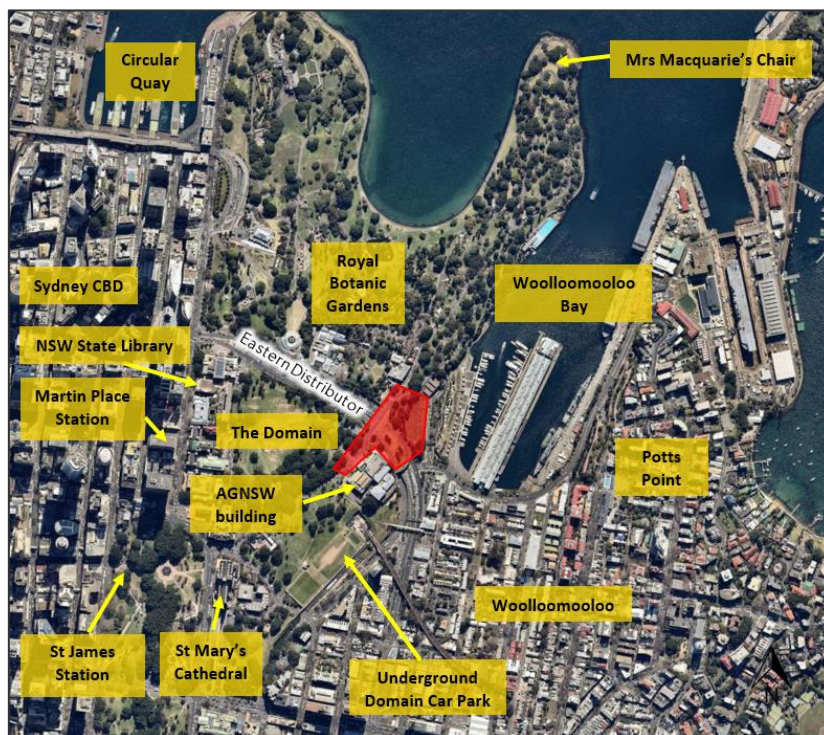 Circular
Quay
Mrs Macquarie's Chair
Royal
Botanic
Gardens
Sydney CBD
Woolloomooloo
Bay
NSW State Library
Eastern Distributor
Martin Place
Station
The Domain
Potts
Point
AGNSW
building
Woolloomooloo
St James
Station
St Mary's
Cathedral
Underground
Domain Car Park
N